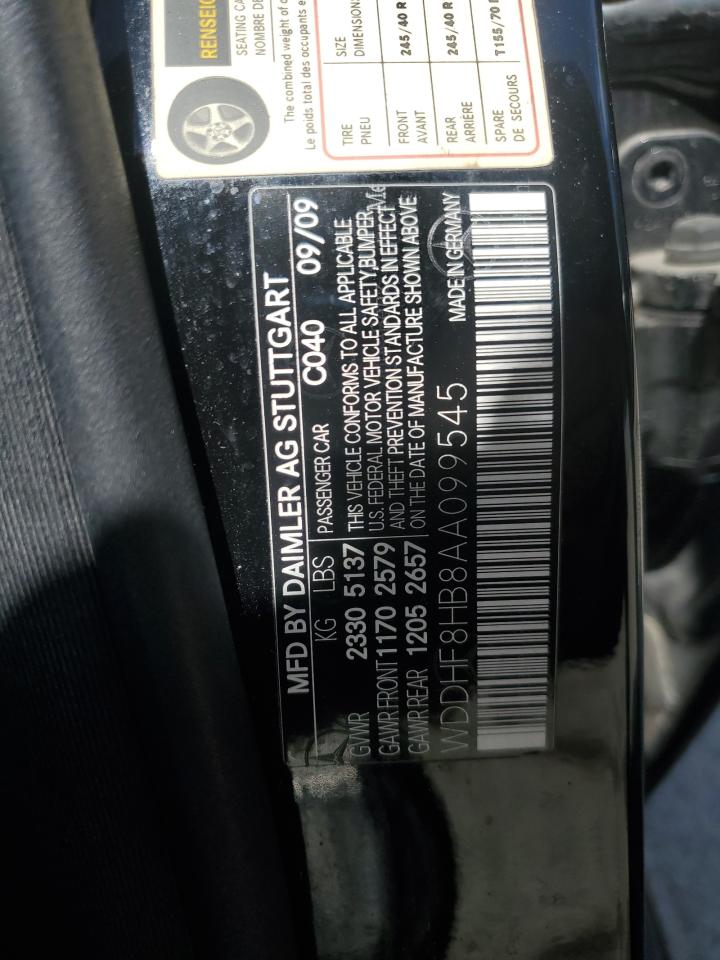 RENSEIG
SEATING CA
NOMBRE DE
The combined weight of o
Le poids total des occupants e
TIRE SIZE
PNEU DIMENSIONS
FRONT 245/40 R
AVANT
REAR 245/40 R
ARRIÈRE
SPARE T155/70
DE SECOURS
MFD BY DAIMLER AG STUTTGART
KG LBS PASSENGER CAR C040 09/09
GVWR 2330 5137 THIS VEHICLE CONFORMS TO ALL APPLICABLE
U.S. FEDERAL MOTOR VEHICLE SAFETY,BUMPER,
GAWR FRONT 1170 2579 AND THEFT PREVENTION STANDARDS IN EFFECT
GAWR REAR 1205 2657 ON THE DATE OF MANUFACTURE SHOWN ABOVE
WDDHF8HB8AA099545 MADE IN GERMANY